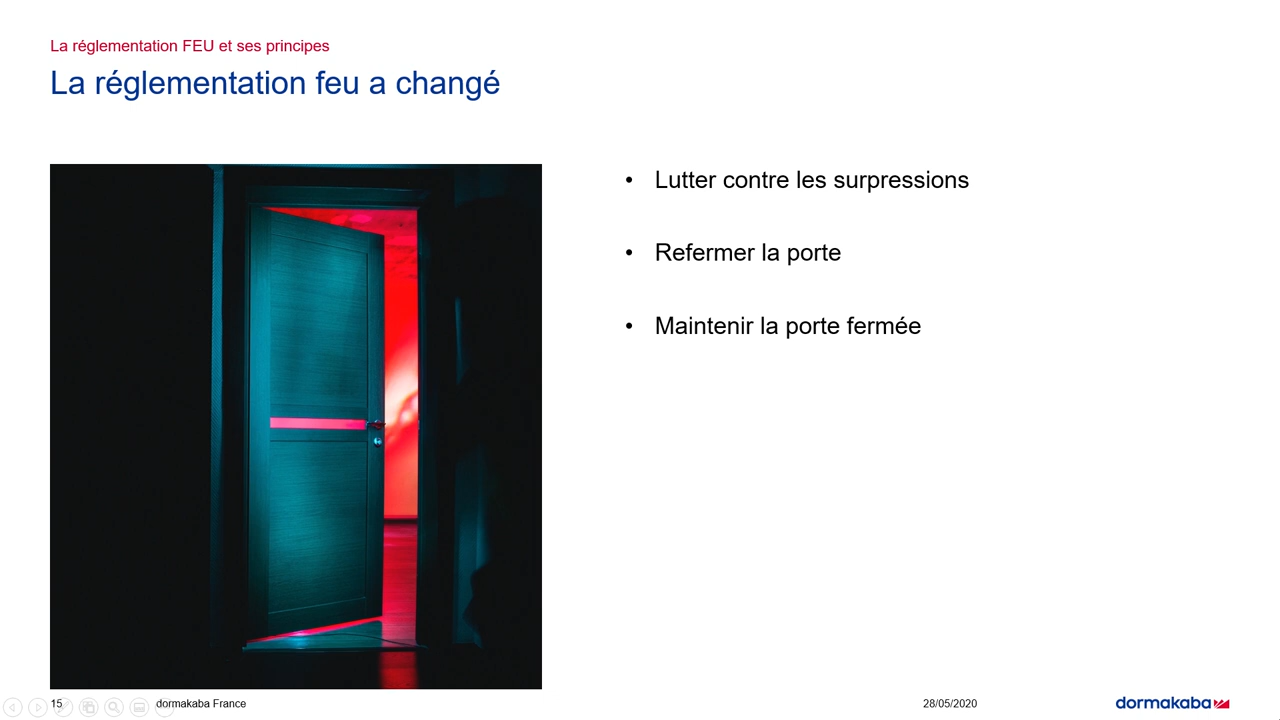 La réglementation FEU et ses principes
La réglementation feu a changé
• Lutter contre les surpressions
• Refermer la porte
• Maintenir la porte fermée
15
dormakaba France
28/05/2020
dormakaba